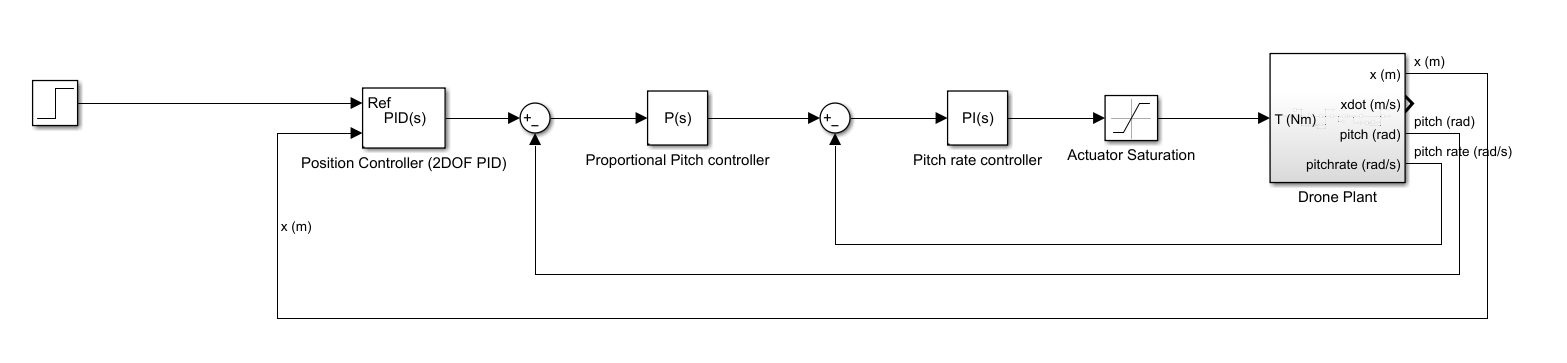 Ref
PID(s)
Position Controller (2DOF PID)
+
_
P(s)
Proportional Pitch controller
+
_
PI(s)
Pitch rate controller
Actuator Saturation
T (Nm)
x (m)
xdot (m/s)
pitch (rad)
pitchrate (rad/s)
Drone Plant
x (m)
pitch (rad)
pitch rate (rad/s)
x (m)